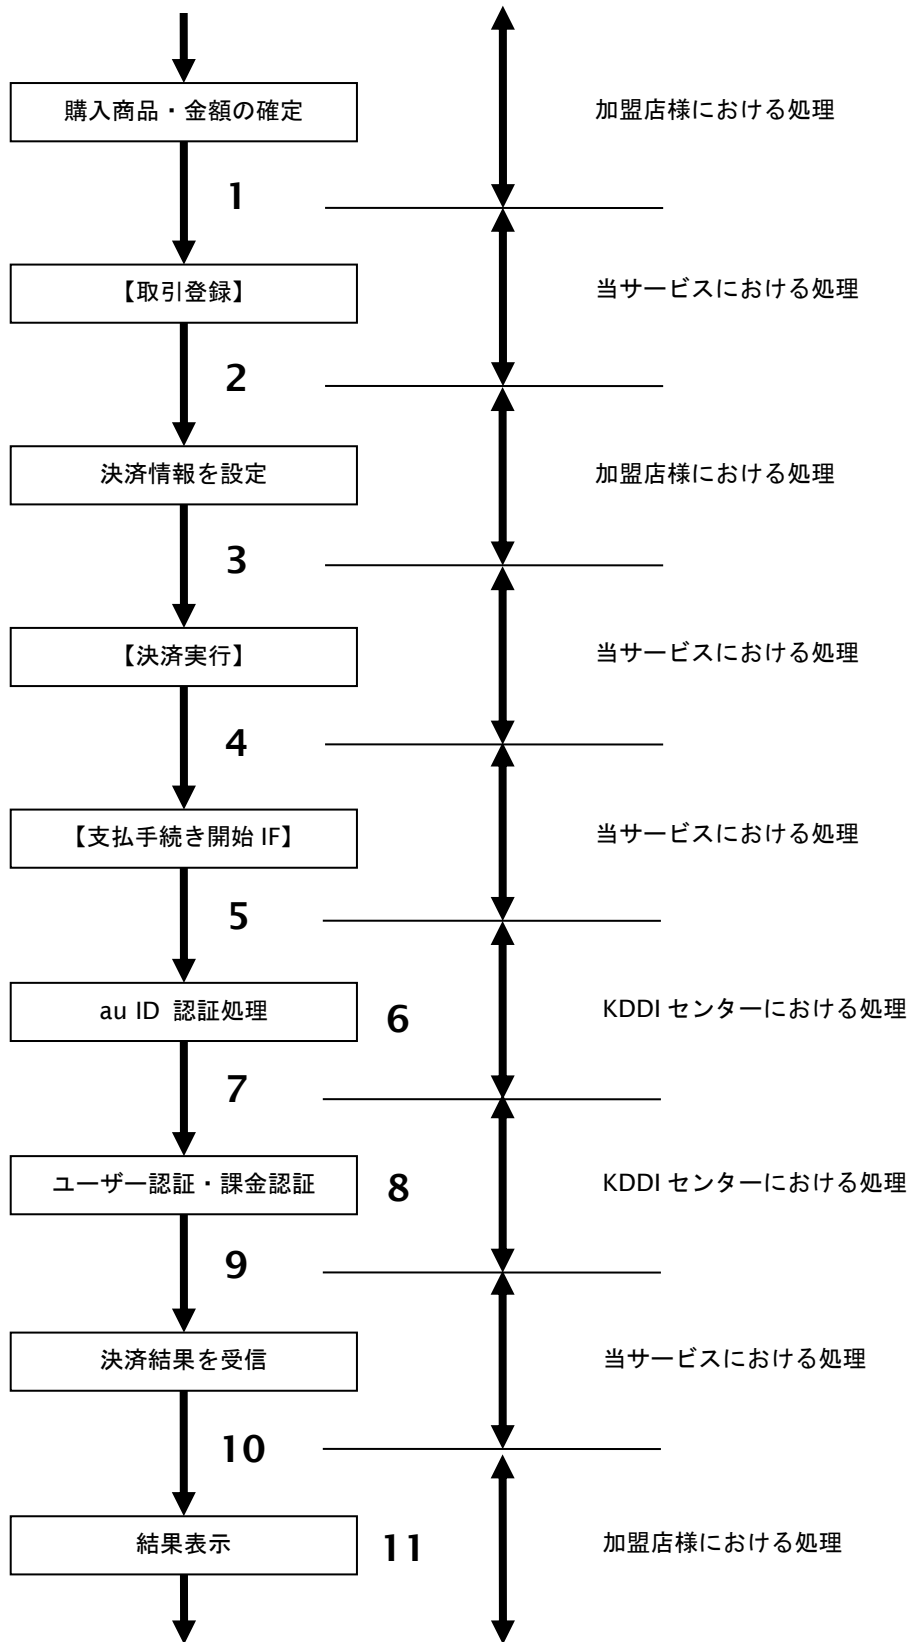 購入商品・金額の確定
加盟店様における処理
1
【取引登録】
当サービスにおける処理
2
決済情報を設定
加盟店様における処理
3
【決済実行】
当サービスにおける処理
4
【支払手続き開始 IF】
当サービスにおける処理
5
au ID 認証処理
6
KDDI センターにおける処理
7
ユーザー認証・課金認証
8
KDDI センターにおける処理
9
決済結果を受信
当サービスにおける処理
10
結果表示
11
加盟店様における処理